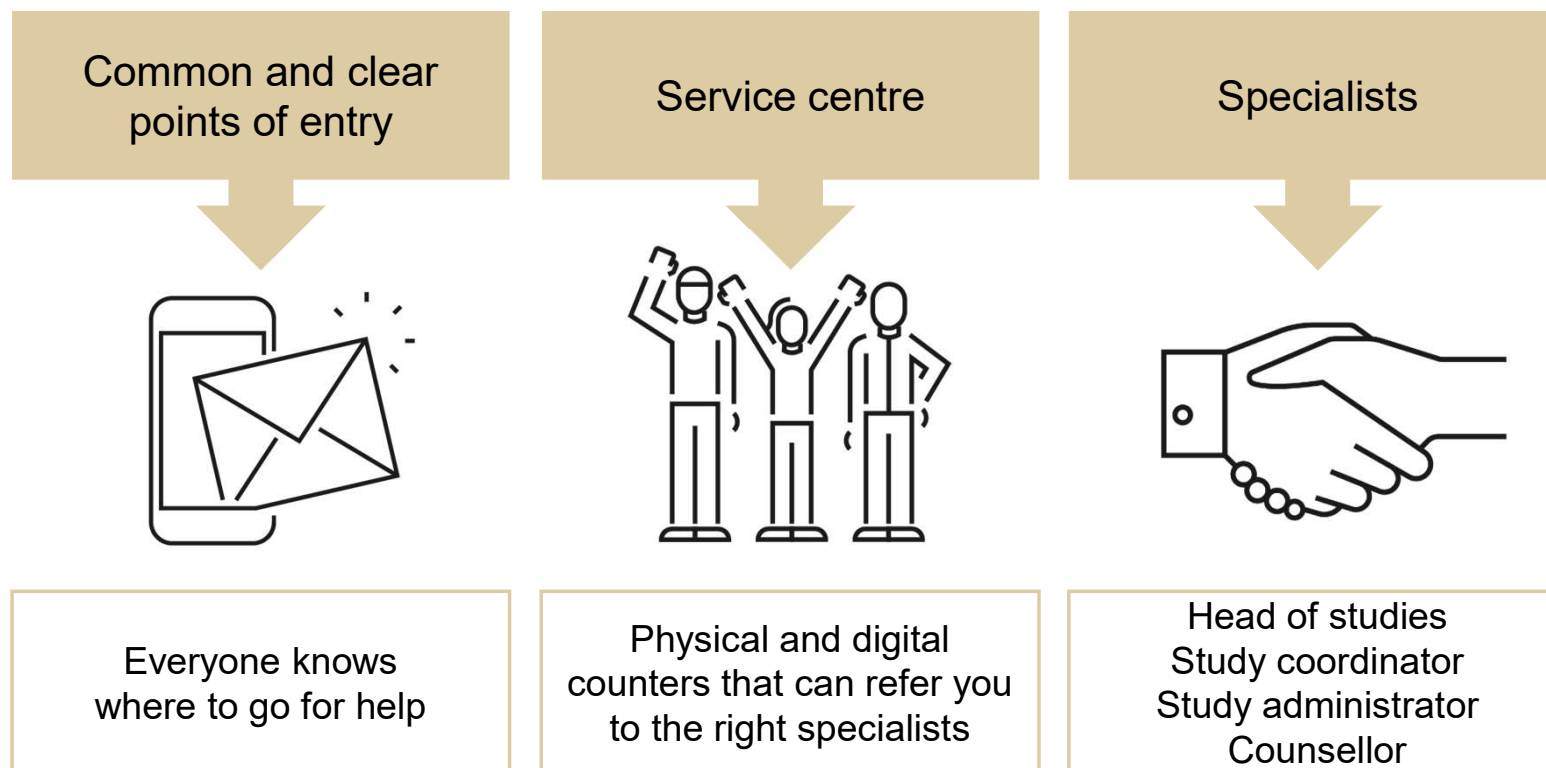 Common and clear
points of entry
Service centre
Specialists
Everyone knows
where to go for help
Physical and digital
counters that can refer you
to the right specialists
Head of studies
Study coordinator
Study administrator
Counsellor